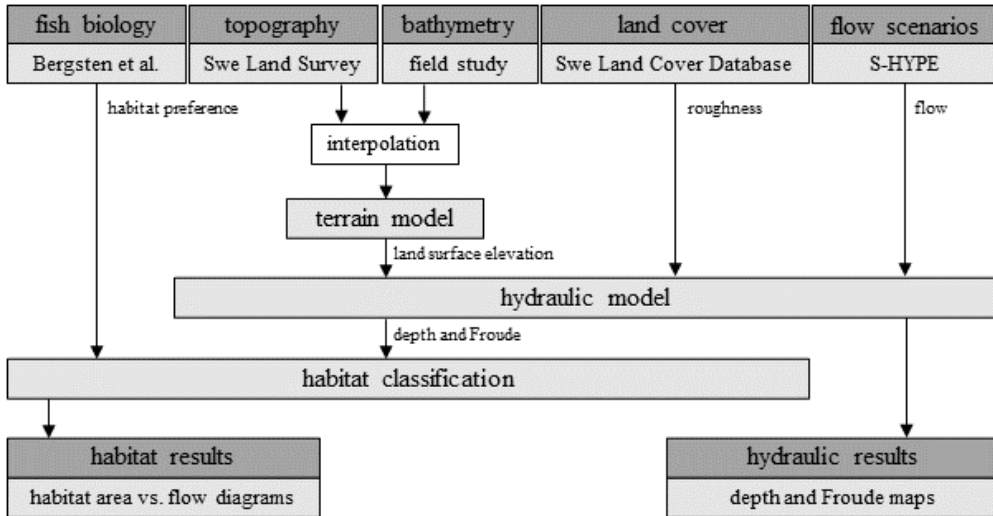 fish biology
topography
bathymetry
land cover
flow scenarios
Bergsten et al.
Swe Land Survey
field study
Swe Land Cover Database
S-HYPE
habitat preference
roughness
flow
interpolation
terrain model
land surface elevation
hydraulic model
depth and Froude
habitat classification
habitat results
hydraulic results
habitat area vs. flow diagrams
depth and Froude maps